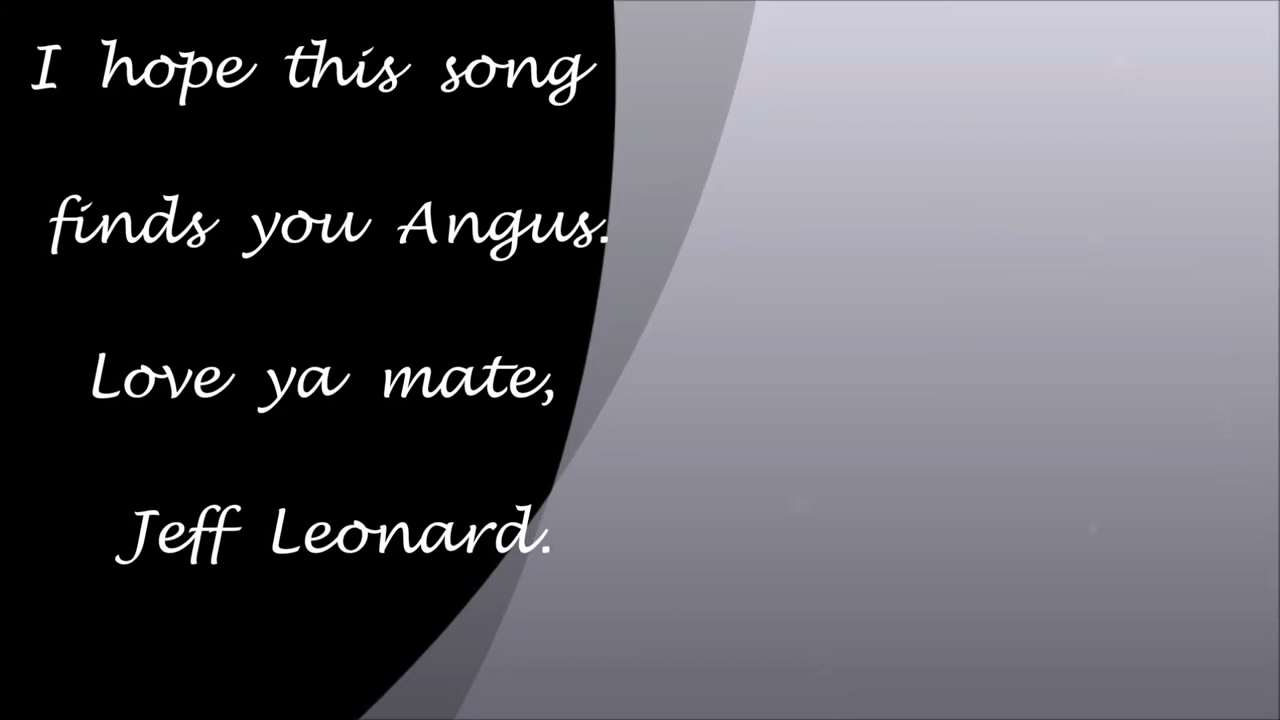 I hope this song
finds you Angus.
Love ya mate,
Jeff Leonard.